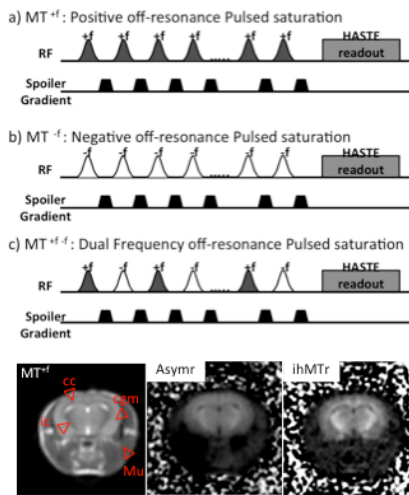 a) MT +f : Positive off-resonance Pulsed saturation
+f +f +f +f +f +f HASTE
RF ..... readout
Spoiler
Gradient
b) MT -f : Negative off-resonance Pulsed saturation
-f -f -f -f -f -f HASTE
RF ..... readout
Spoiler
Gradient
c) MT +f -f : Dual Frequency off-resonance Pulsed saturation
+f -f +f -f +f -f HASTE
RF ..... readout
Spoiler
Gradient
MT+f Asymr ihMTr
cc
cgm
Mu